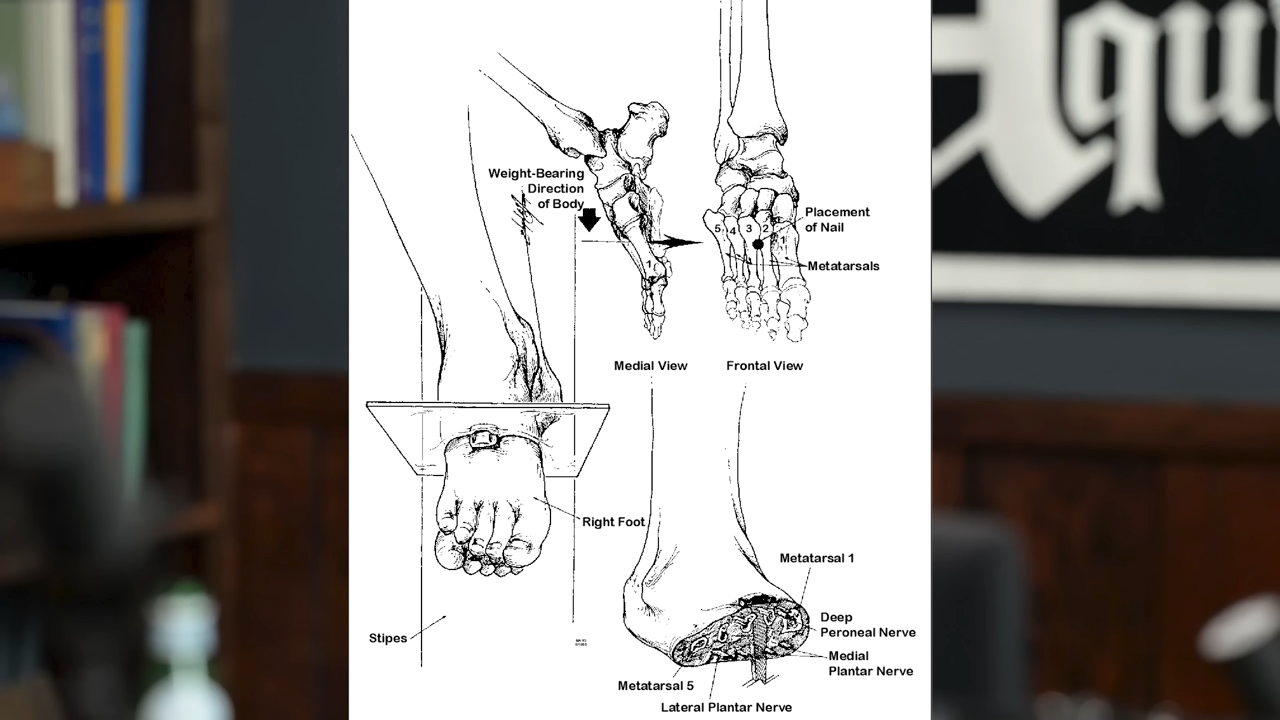 Weight-Bearing
Direction
of Body
Placement
of Nail
5
4
3
2
1
Metatarsals
1
Medial View
Frontal View
Right Foot
Stipes
Metatarsal 1
Deep
Peroneal Nerve
Medial
Plantar Nerve
Metatarsal 5
Lateral Plantar Nerve
Aqui